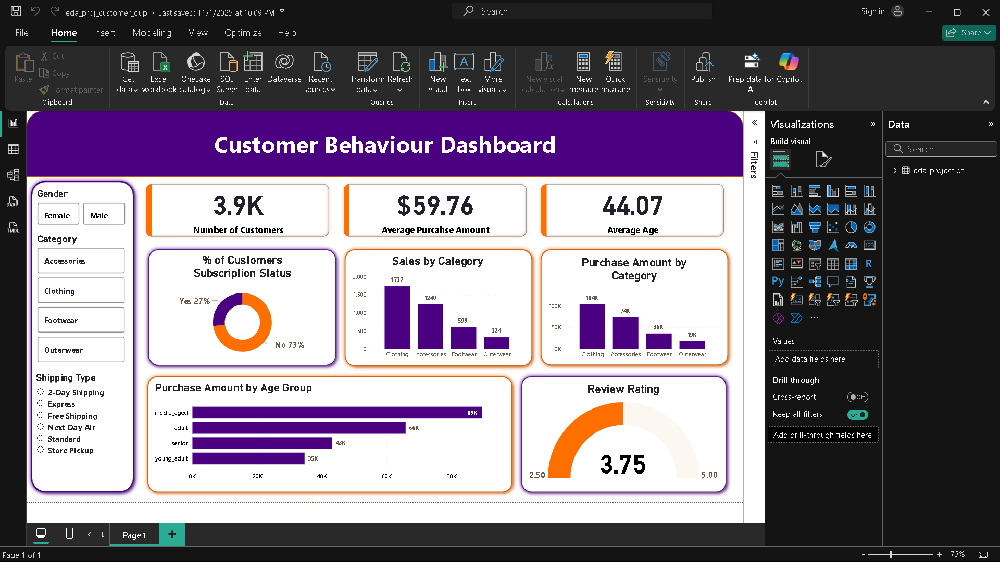 eda_proj_customer_dupl • Last saved: 11/1/2025 at 10:09 PM
Search
Sign in
File Home Insert Modeling View Optimize Help
Share
Paste
Cut
Copy
Format painter
Clipboard
Get data
Excel workbook
OneLake catalog
SQL Server
Enter data
Dataverse
Recent sources
Data
Transform data
Refresh
Queries
New visual
Text box
More visuals
Insert
New visual calculation
New measure
Quick measure
Calculations
Sensitivity
Sensitivity
Publish
Share
Prep data for AI
Copilot
Copilot
DAX
TMDL
Customer Behaviour Dashboard
Gender
Female Male
Category
Accessories
Clothing
Footwear
Outerwear
Shipping Type
2-Day Shipping
Express
Free Shipping
Next Day Air
Standard
Store Pickup
3.9K
Number of Customers
$59.76
Average Purcahse Amount
44.07
Average Age
% of Customers
Subscription Status
Yes 27%
No 73%
Sales by Category
2,000
1,500
1,000
500
0
1737
1240
599
324
Clothing Accessories Footwear Outerwear
Purchase Amount by
Category
100K
50K
0K
104K
74K
36K
19K
Clothing Accessories Footwear Outerwear
Purchase Amount by Age Group
middle_aged 89K
adult 66K
senior 43K
young_adult 35K
0K 20K 40K 60K 80K
Review Rating
3.75
2.50
5.00
Filters
Visualizations
Build visual
123
R
Py
123
Values
Add data fields here
Drill through
Cross-report Off
Keep all filters On
Add drill-through fields here
Data
Search
eda_project df
Page 1
Page 1 of 1
73%